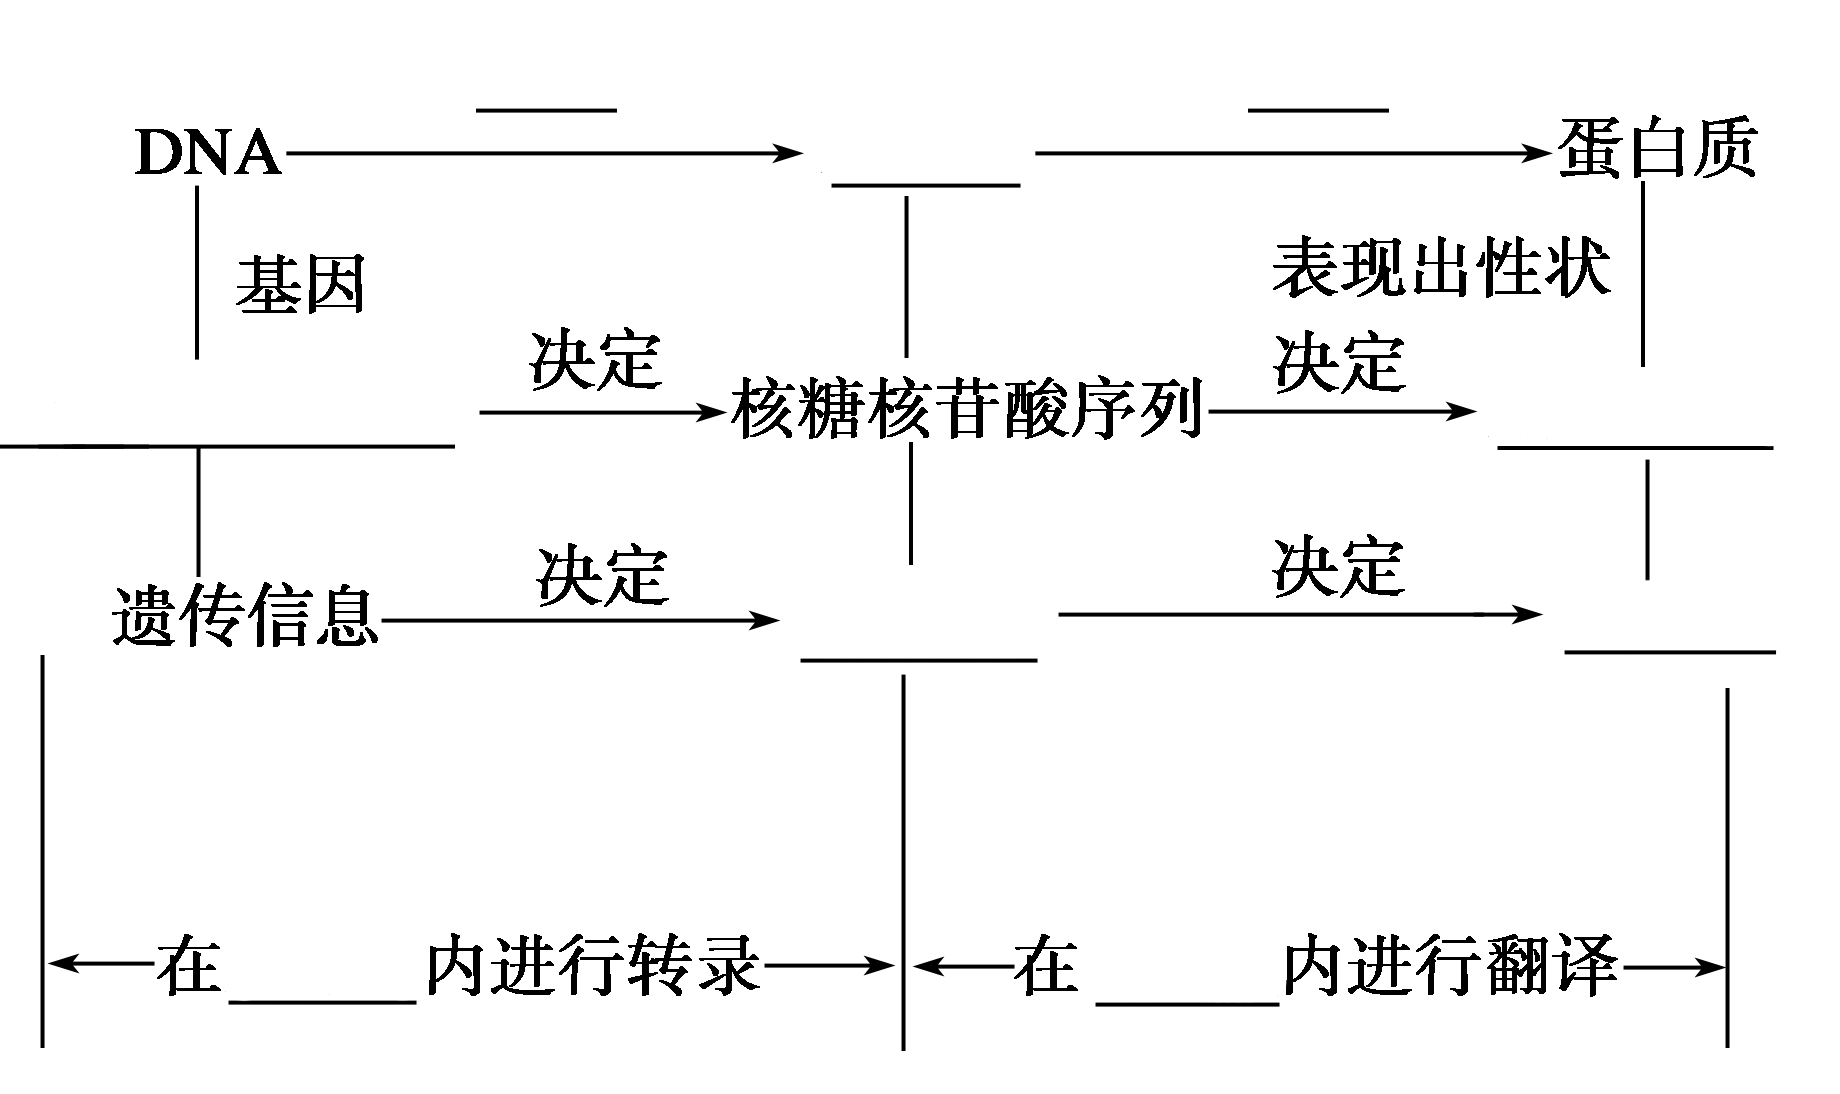 DNA 蛋白质
基因 表现出性状
决定 决定
核糖核苷酸序列
决定 决定
遗传信息
在 内进行转录 在 内进行翻译